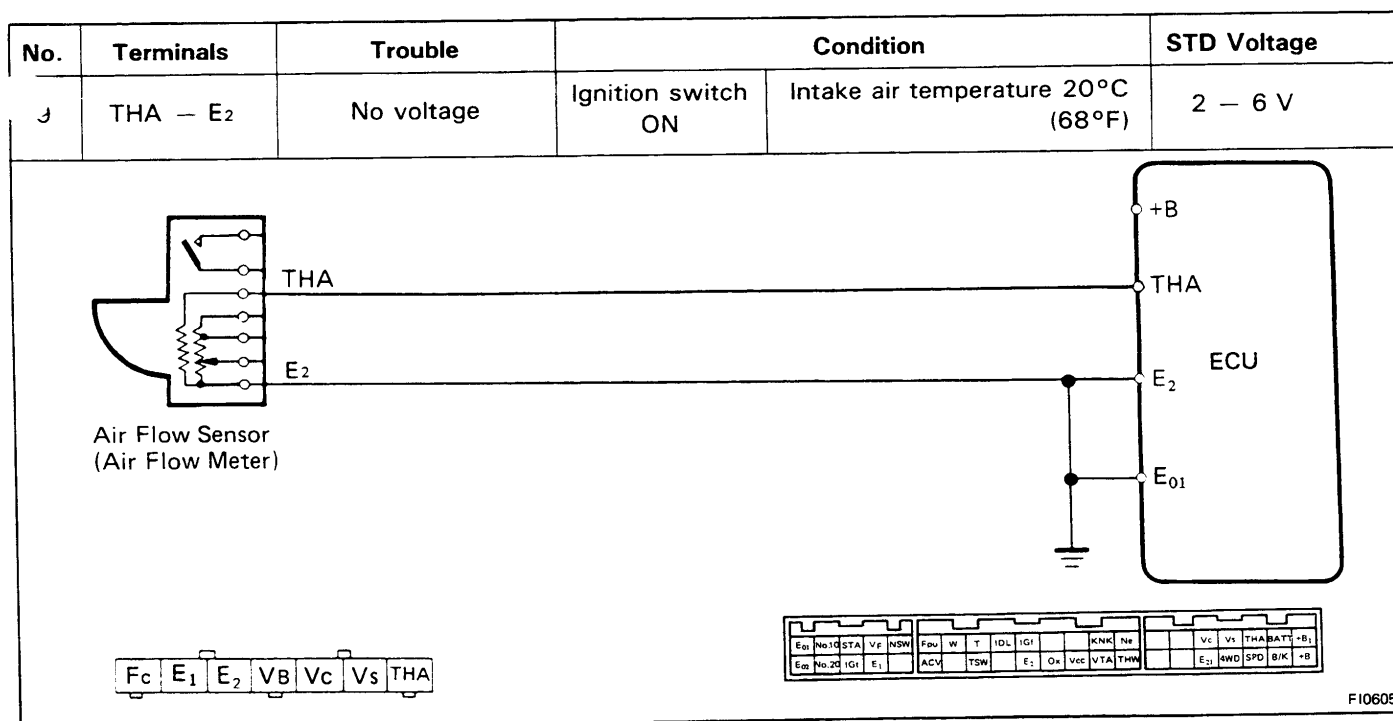 No. Terminals Trouble Condition STD Voltage
THA – E2 No voltage Ignition switch ON Intake air temperature 20°C (68°F) 2 – 6 V
+B
THA
THA
E2
E2
ECU
Air Flow Sensor
(Air Flow Meter)
E01
Fc E1 E2 VB Vc Vs THA
E01 No.10 STA VF NSW Fpu W T IDL IGf KNK Ne Vc Vs THA BATT +B1
E02 No.20 IGt E1 ACV TSW E2 Ox Vcc VTA THW E21 4WD SPD B/K +B
FI0605